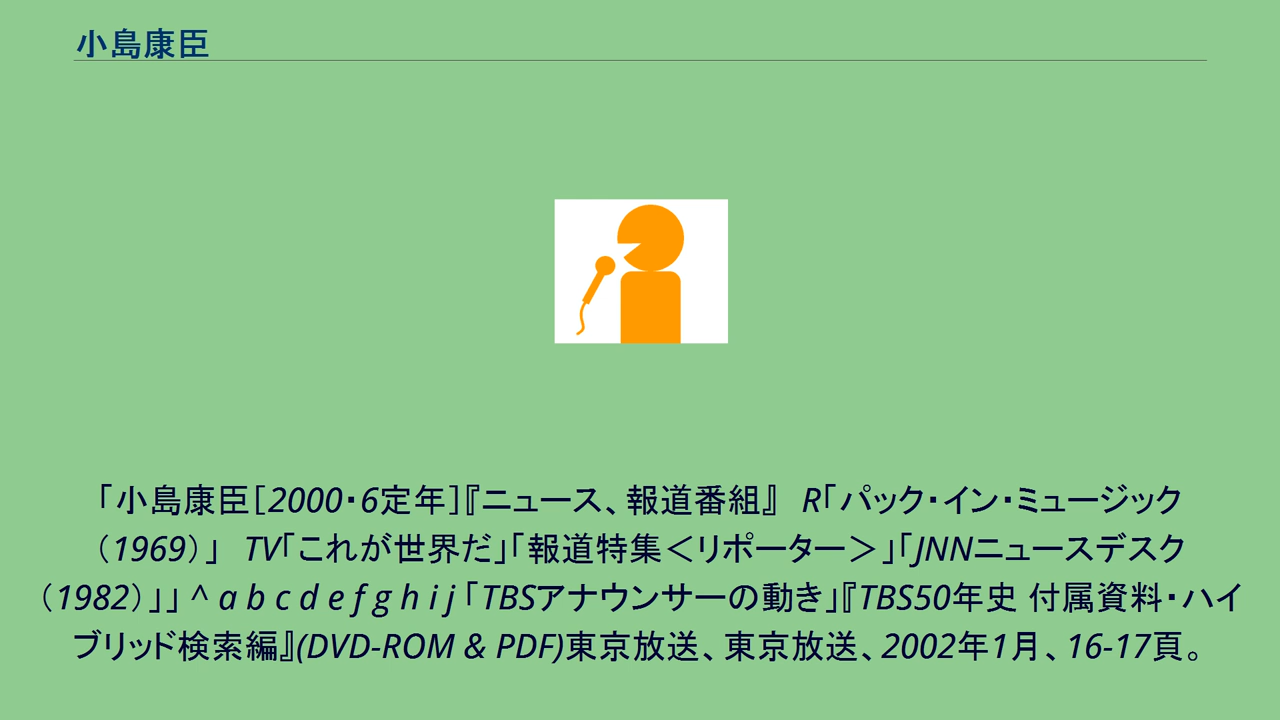 小島康臣
「小島康臣［2000・6定年］『ニュース、報道番組』 R「パック・イン・ミュージック
（1969）」 TV「これが世界だ」「報道特集＜リポーター＞」「JNNニュースデスク
（1982）」」 ^ a b c d e f g h i j 「TBSアナウンサーの動き」『TBS50年史 付属資料・ハイ
ブリッド検索編』(DVD-ROM & PDF)東京放送、東京放送、2002年1月、16-17頁。